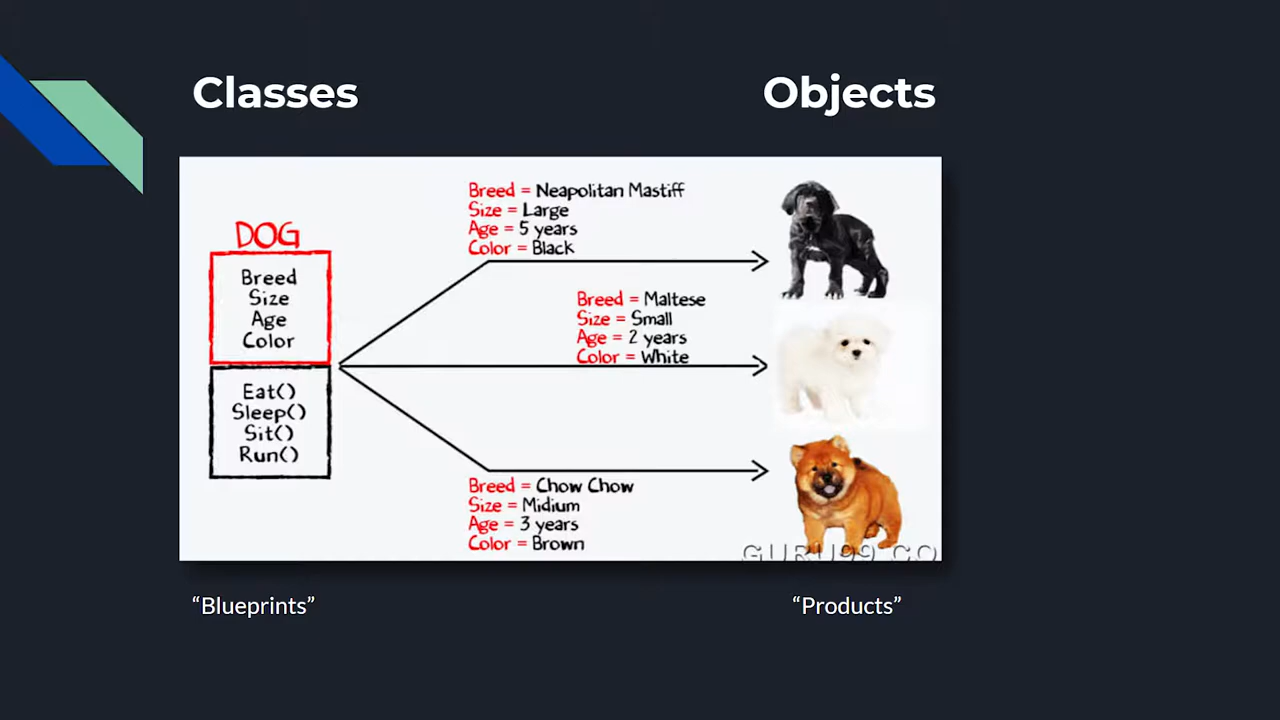 Classes
Objects
DOG
Breed
Size
Age
Color
Eat()
Sleep()
Sit()
Run()
Breed = Neapolitan Mastiff
Size = Large
Age = 5 years
Color = Black
Breed = Maltese
Size = Small
Age = 2 years
Color = White
Breed = Chow Chow
Size = Midium
Age = 3 years
Color = Brown
GURU99.CO
“Blueprints”
“Products”